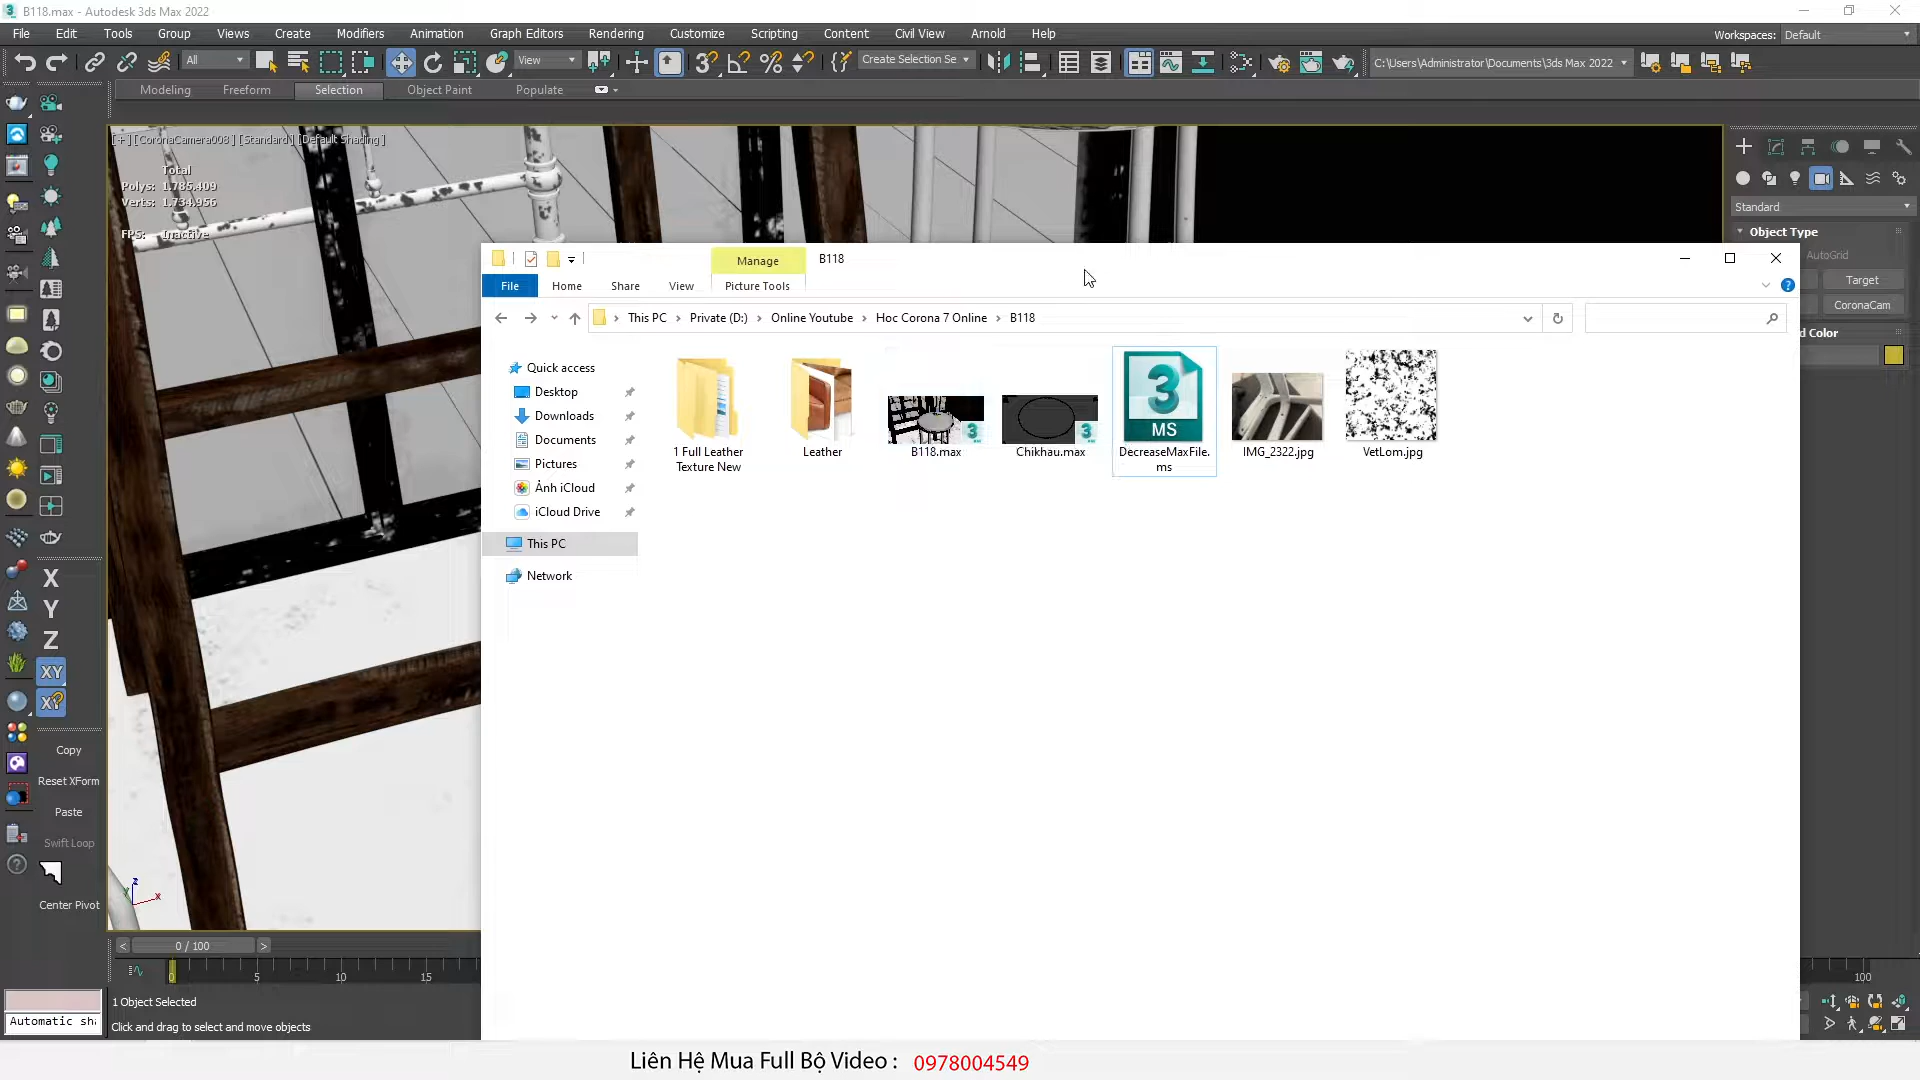 B118.max - Autodesk 3ds Max 2022
File Edit Tools Group Views Create Modifiers Animation Graph Editors Rendering Customize Scripting Content Civil View Arnold Help
Workspaces: Default
All
View
Create Selection Se
C:\Users\Administrator\Documents\3ds Max 2022
Modeling Freeform Selection Object Paint Populate
[+] [CoronaCamera008] [Standard] [Default Shading]
Total
Polys: 1.785.409
Verts: 1.734.956
FPS: Inactive
Standard
Object Type
AutoGrid
Target
CoronaCam
d Color
Manage B118
File Home Share View Picture Tools
This PC Private (D:) Online Youtube Hoc Corona 7 Online B118
Quick access
Desktop
Downloads
Documents
Pictures
Ảnh iCloud
iCloud Drive
This PC
Network
1 Full Leather Texture New
Leather
B118.max
Chikhau.max
MS
DecreaseMaxFile.ms
IMG_2322.jpg
VetLom.jpg
X
Y
Z
XY
XY
Copy
Reset XForm
Paste
Swift Loop
Center Pivot
z
x
< 0 / 100 >
0 5 10 15 100
1 Object Selected
Automatic sha
Click and drag to select and move objects
Liên Hệ Mua Full Bộ Video : 0978004549